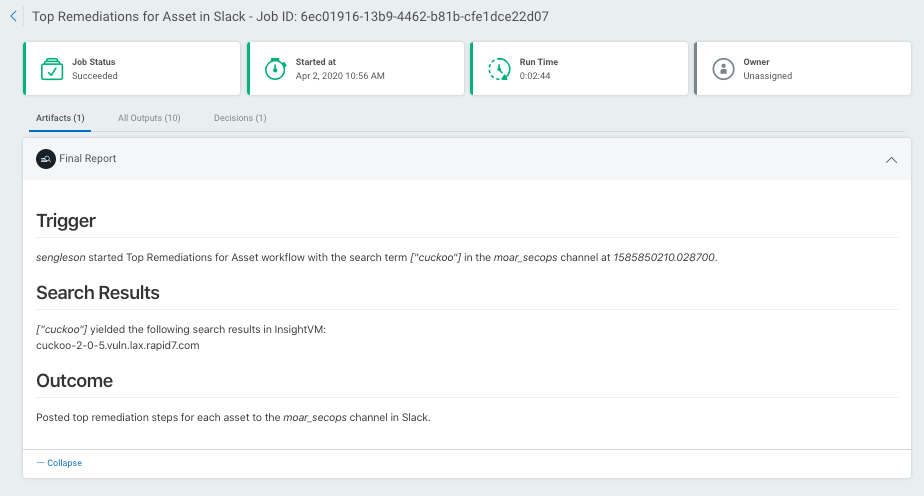 Top Remediations for Asset in Slack - Job ID: 6ec01916-13b9-4462-b81b-cfe1dce22d07
Job Status
Succeeded
Started at
Apr 2, 2020 10:56 AM
Run Time
0:02:44
Owner
Unassigned
Artifacts (1)
All Outputs (10)
Decisions (1)
Final Report
Trigger
sengleson started Top Remediations for Asset workflow with the search term ["cuckoo"] in the moar_secops channel at 1585850210.028700.
Search Results
["cuckoo"] yielded the following search results in InsightVM:
cuckoo-2-0-5.vuln.lax.rapid7.com
Outcome
Posted top remediation steps for each asset to the moar_secops channel in Slack.
— Collapse